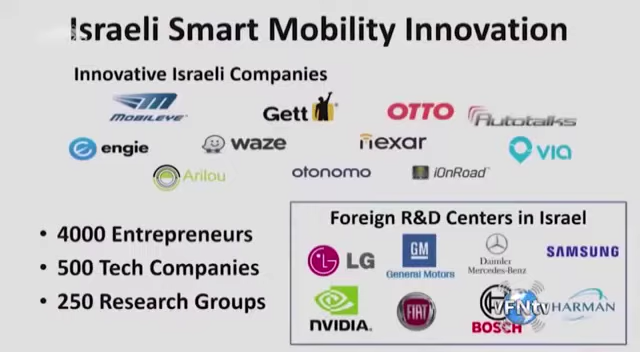 Israeli Smart Mobility Innovation
Innovative Israeli Companies
MOBILEYE
Gett
OTTO
Autotalks
engie
waze
nexar
via
Arilou
otonomo
iOnRoad
• 4000 Entrepreneurs
• 500 Tech Companies
• 250 Research Groups
Foreign R&D Centers in Israel
LG
GM
General Motors
Daimler
Mercedes-Benz
SAMSUNG
NVIDIA.
FIAT
BOSCH
vFNtv
HARMAN